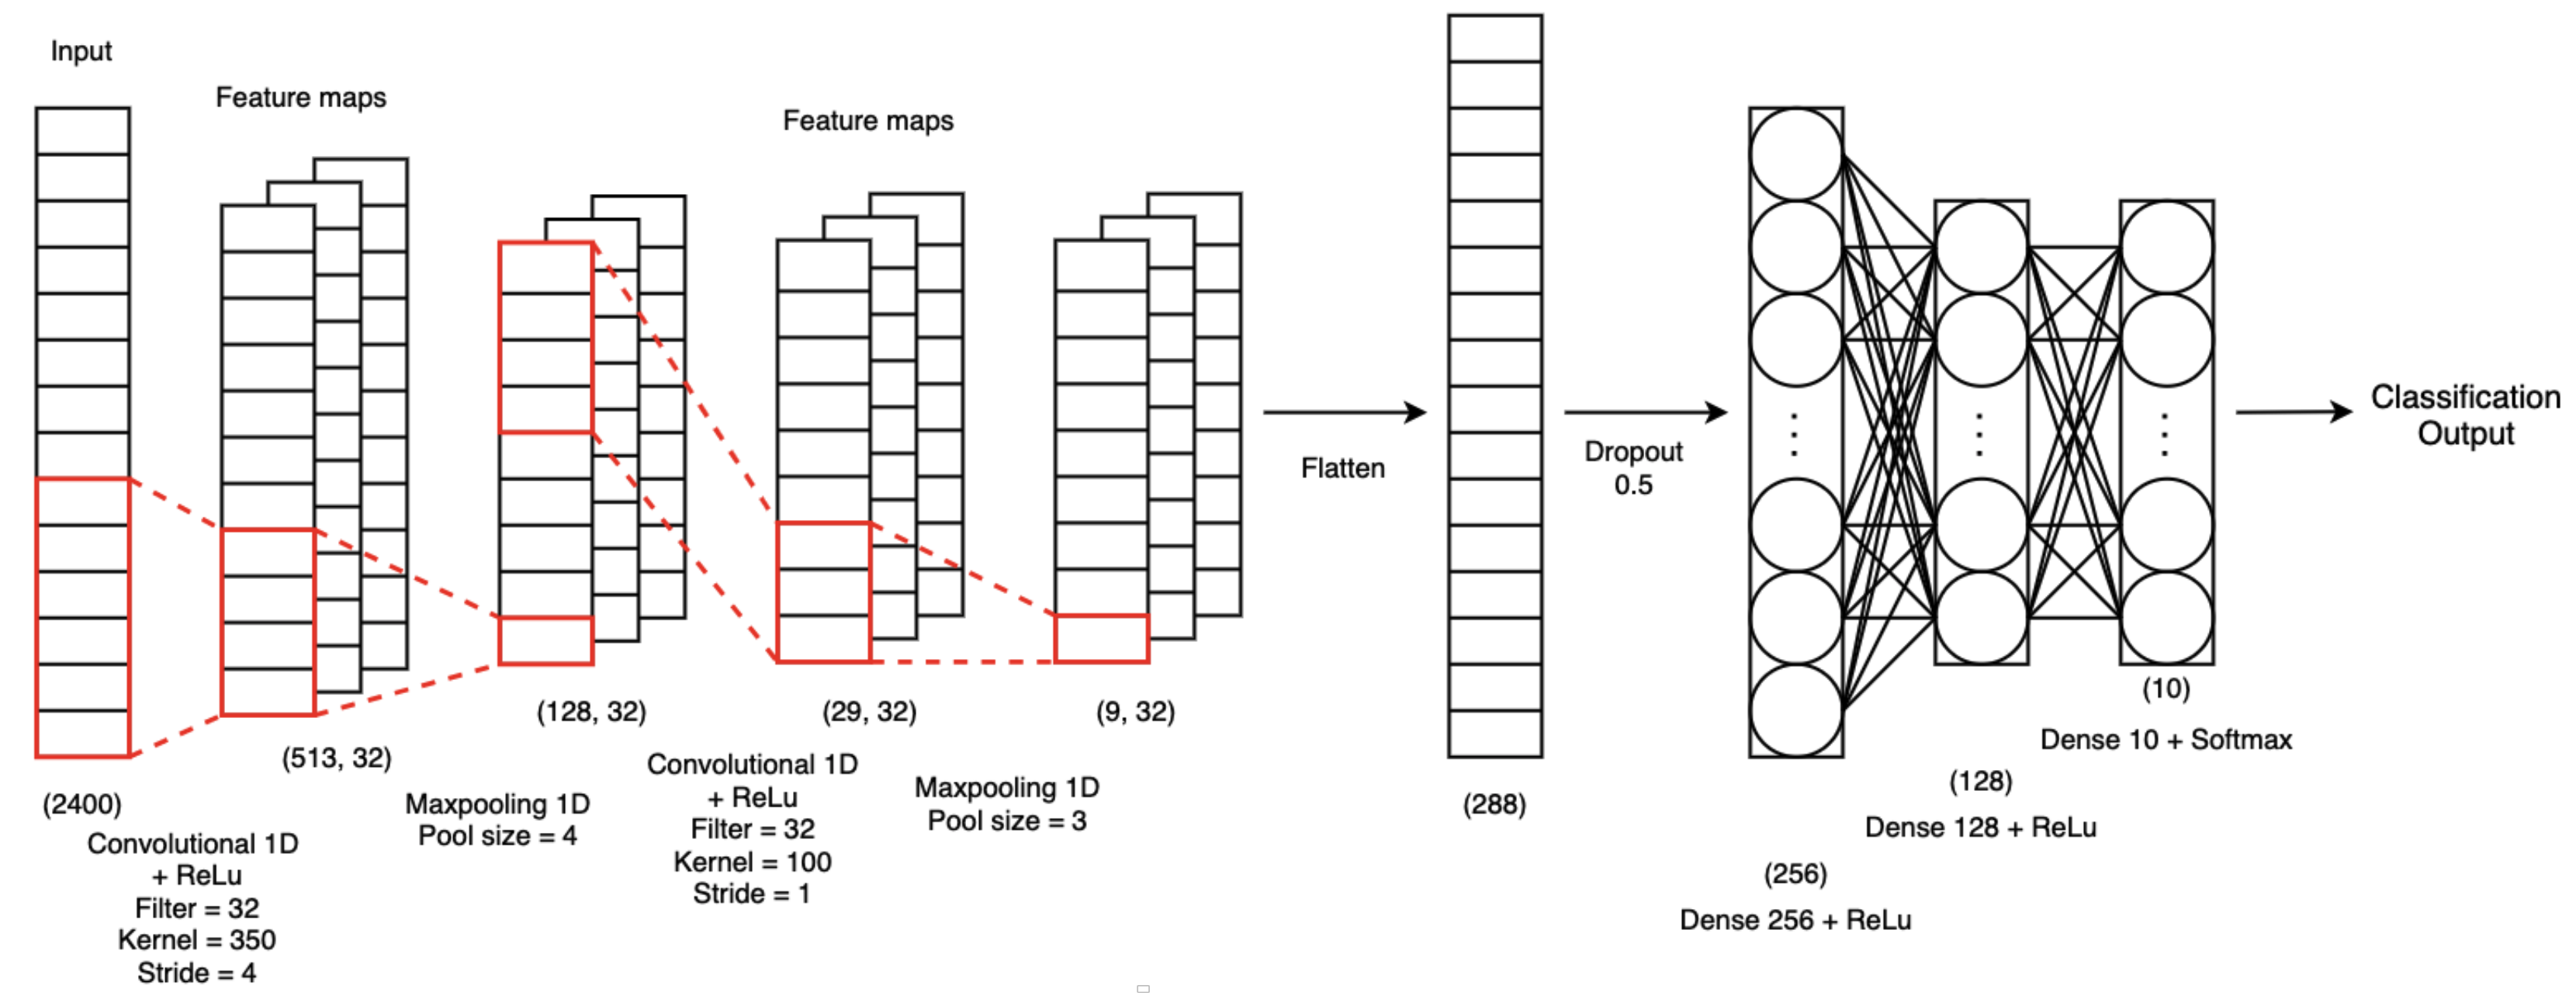 Input
Feature maps
Feature maps
(2400)
Convolutional 1D
+ ReLu
Filter = 32
Kernel = 350
Stride = 4
(513, 32)
Maxpooling 1D
Pool size = 4
(128, 32)
Convolutional 1D
+ ReLu
Filter = 32
Kernel = 100
Stride = 1
(29, 32)
Maxpooling 1D
Pool size = 3
(9, 32)
Flatten
(288)
Dropout
0.5
(256)
Dense 256 + ReLu
(128)
Dense 128 + ReLu
(10)
Dense 10 + Softmax
Classification
Output